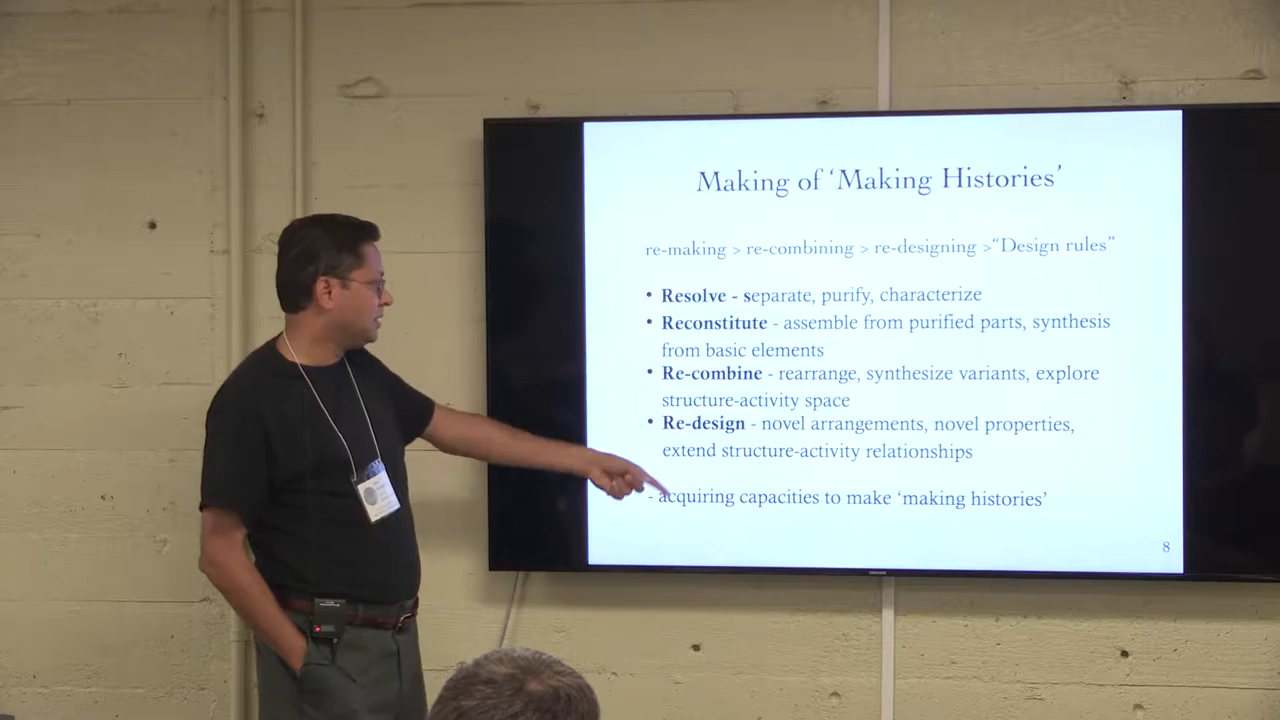 Making of ‘Making Histories’
re-making > re-combining > re-designing >“Design rules”
• Resolve - separate, purify, characterize
• Reconstitute - assemble from purified parts, synthesis
from basic elements
• Re-combine - rearrange, synthesize variants, explore
structure-activity space
• Re-design - novel arrangements, novel properties,
extend structure-activity relationships
- acquiring capacities to make ‘making histories’
8